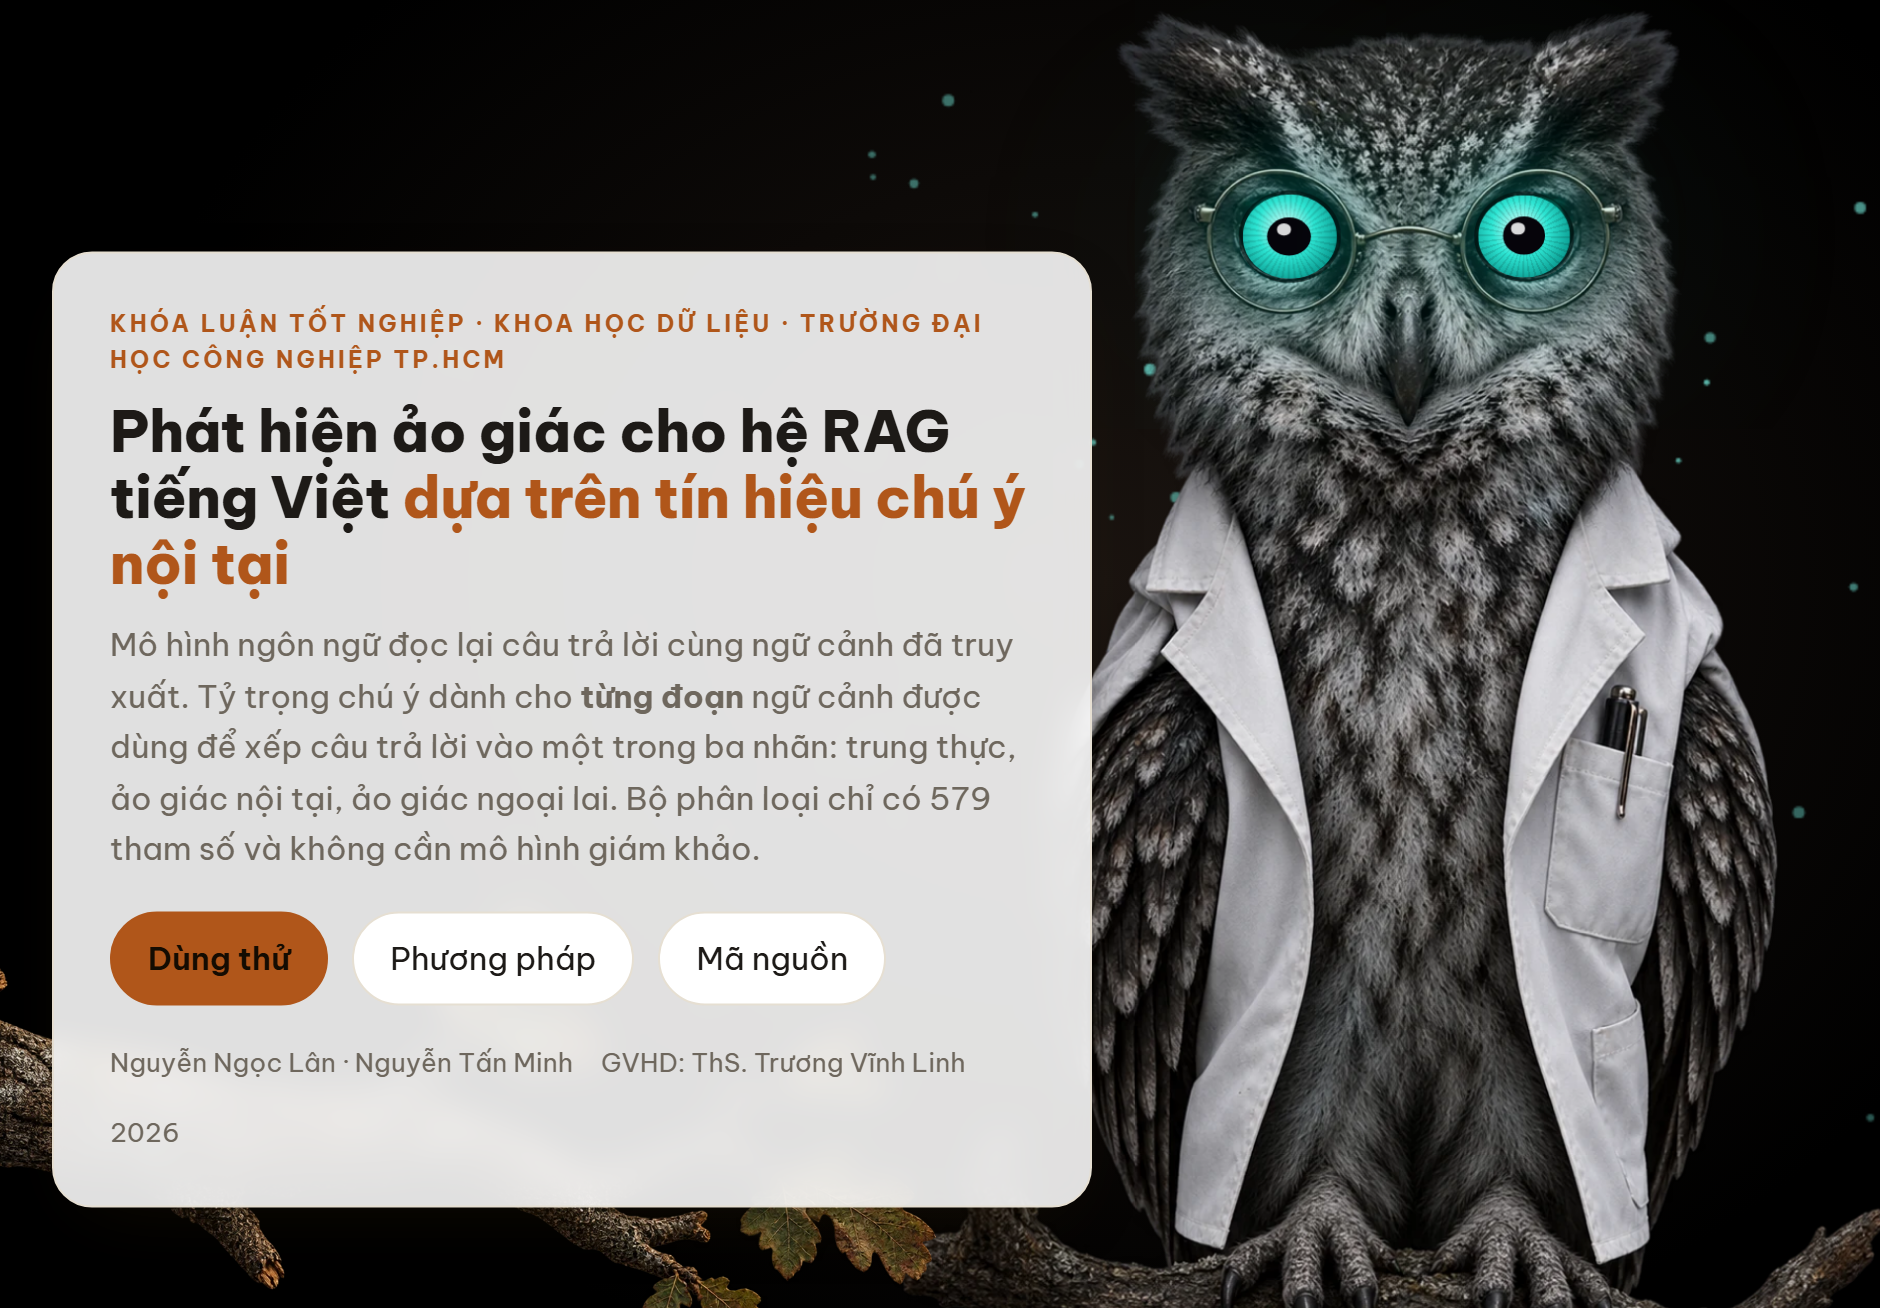 KHÓA LUẬN TỐT NGHIỆP · KHOA HỌC DỮ LIỆU · TRƯỜNG ĐẠI
HỌC CÔNG NGHIỆP TP.HCM
Phát hiện ảo giác cho hệ RAG
tiếng Việt dựa trên tín hiệu chú ý
nội tại
Mô hình ngôn ngữ đọc lại câu trả lời cùng ngữ cảnh đã truy
xuất. Tỷ trọng chú ý dành cho từng đoạn ngữ cảnh được
dùng để xếp câu trả lời vào một trong ba nhãn: trung thực,
ảo giác nội tại, ảo giác ngoại lai. Bộ phân loại chỉ có 579
tham số và không cần mô hình giám khảo.
Dùng thử Phương pháp Mã nguồn
Nguyễn Ngọc Lân · Nguyễn Tấn Minh GVHD: ThS. Trương Vĩnh Linh
2026